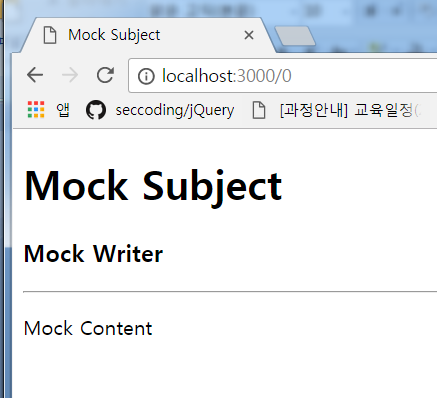 Mock Subject
localhost:3000/0
앱 seccoding/jQuery [과정안내] 교육일정(
Mock Subject
Mock Writer
Mock Content